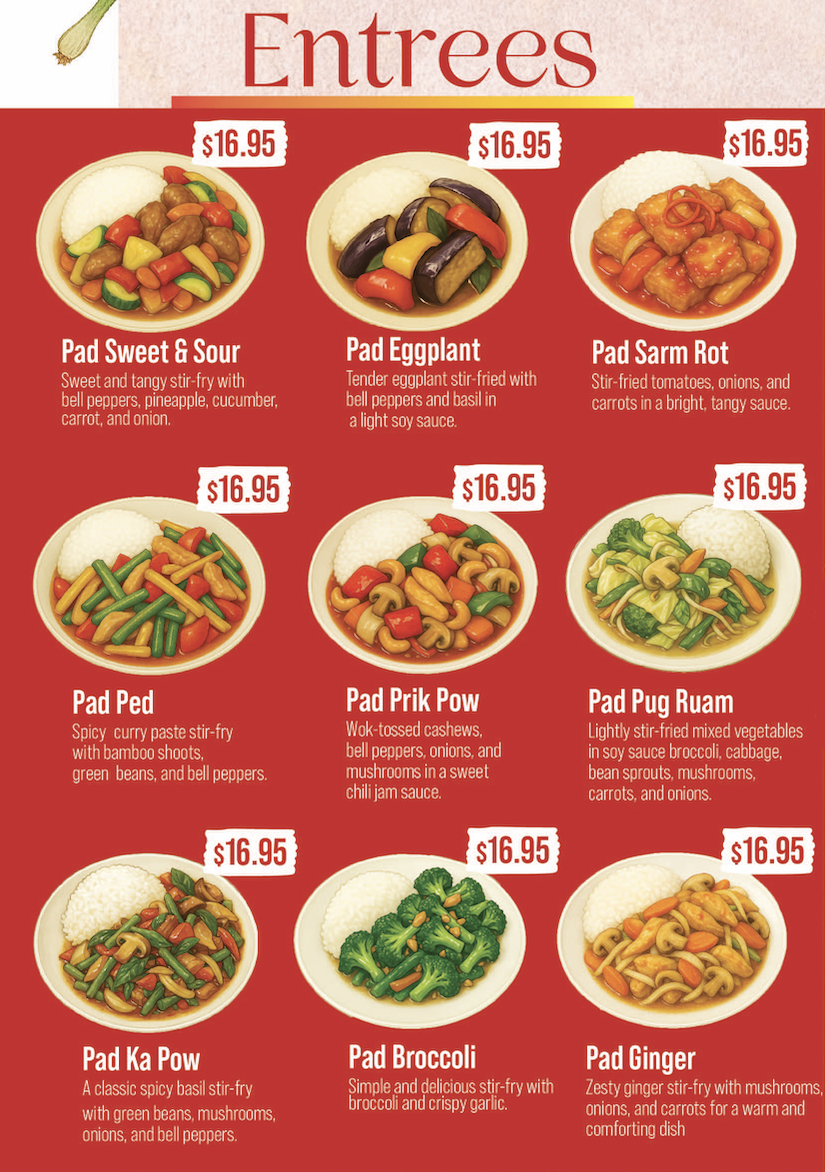 Entrees
$16.95
Pad Sweet & Sour
Sweet and tangy stir-fry with
bell peppers, pineapple, cucumber,
carrot, and onion.
$16.95
Pad Eggplant
Tender eggplant stir-fried with
bell peppers and basil in
a light soy sauce.
$16.95
Pad Sarm Rot
Stir-fried tomatoes, onions, and
carrots in a bright, tangy sauce.
$16.95
Pad Ped
Spicy curry paste stir-fry
with bamboo shoots,
green beans, and bell peppers.
$16.95
Pad Prik Pow
Wok-tossed cashews,
bell peppers, onions, and
mushrooms in a sweet
chili jam sauce.
$16.95
Pad Pug Ruam
Lightly stir-fried mixed vegetables
in soy sauce broccoli, cabbage,
bean sprouts, mushrooms,
carrots, and onions.
$16.95
Pad Ka Pow
A classic spicy basil stir-fry
with green beans, mushrooms,
onions, and bell peppers.
$16.95
Pad Broccoli
Simple and delicious stir-fry with
broccoli and crispy garlic.
$16.95
Pad Ginger
Zesty ginger stir-fry with mushrooms,
onions, and carrots for a warm and
comforting dish